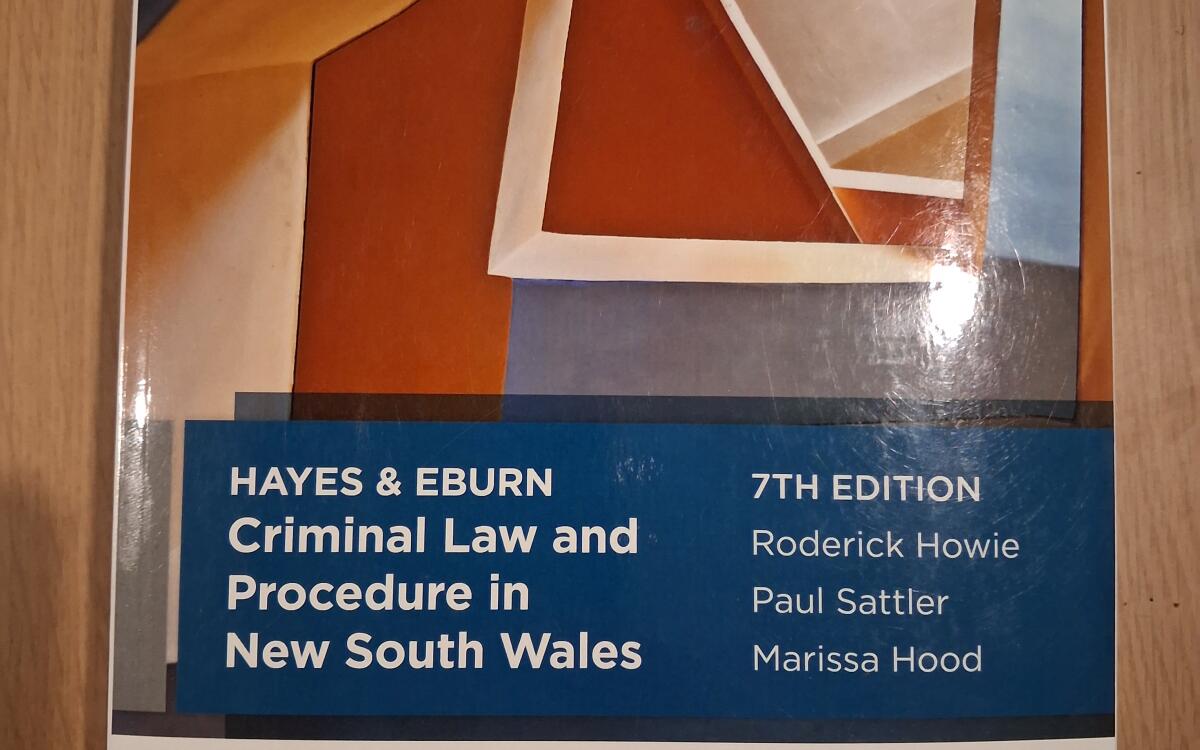 HAYES & EBURN
Criminal Law and
Procedure in
New South Wales
7TH EDITION
Roderick Howie
Paul Sattler
Marissa Hood